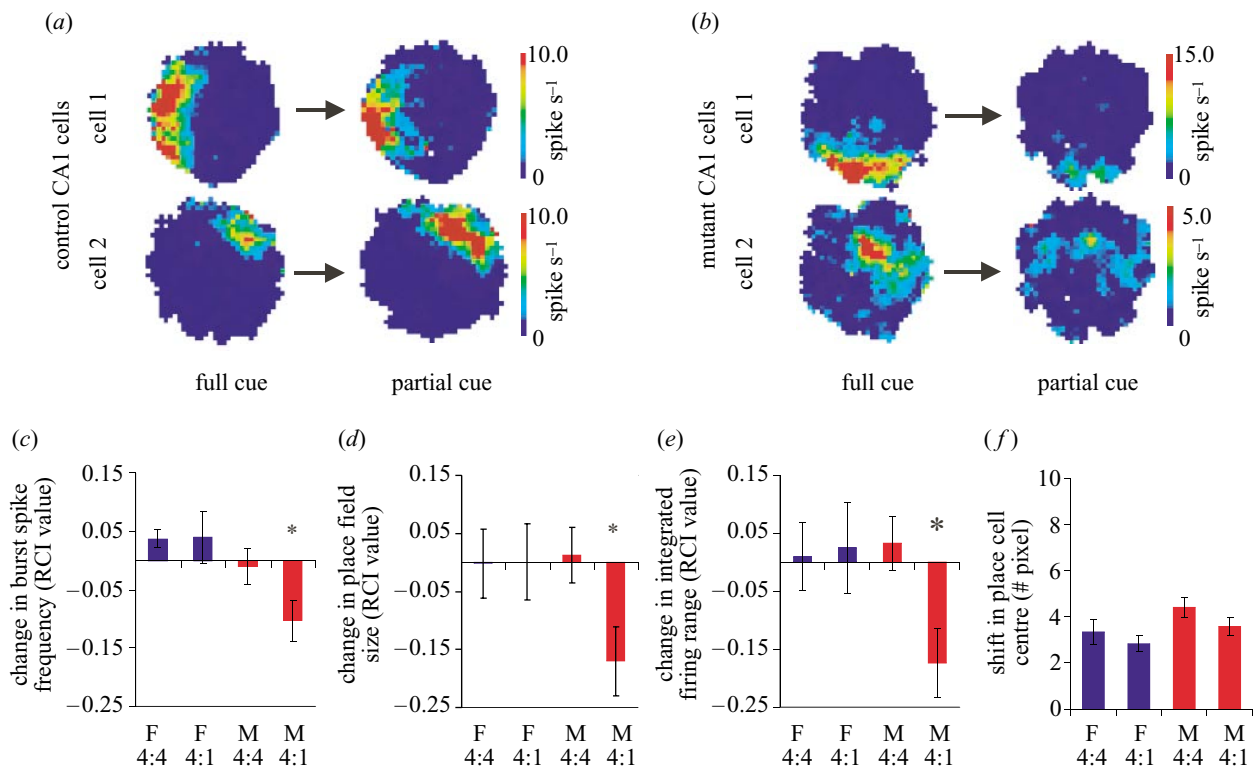 (a)
(b)
control CA1 cells
cell 1
cell 2
10.0
spike s⁻¹
0
10.0
spike s⁻¹
0
full cue
partial cue
mutant CA1 cells
cell 1
cell 2
15.0
spike s⁻¹
0
5.0
spike s⁻¹
0
full cue
partial cue
(c)
change in burst spike
frequency (RCI value)
0.15
0.05
−0.05
−0.15
−0.25
*
F F M M
4:4 4:1 4:4 4:1
(d)
change in place field
size (RCI value)
0.15
0.05
−0.05
−0.15
−0.25
*
F F M M
4:4 4:1 4:4 4:1
(e)
change in integrated
firing range (RCI value)
0.15
0.05
−0.05
−0.15
−0.25
*
F F M M
4:4 4:1 4:4 4:1
(f)
shift in place cell
centre (# pixel)
10
8
6
4
2
0
F F M M
4:4 4:1 4:4 4:1